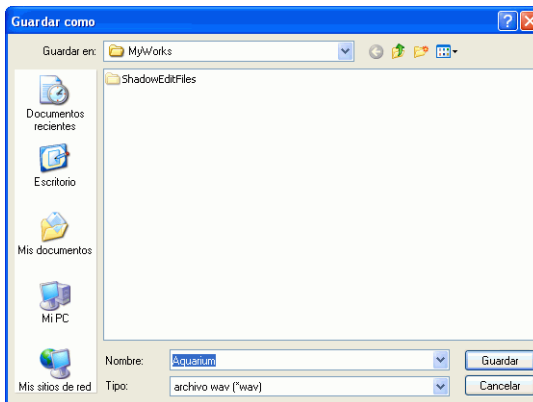 Guardar como
Guardar en:
MyWorks
ShadowEditFiles
Documentos
recientes
Escritorio
Mis documentos
Mi PC
Mis sitios de red
Nombre:
Aquarium
Guardar
Tipo:
archivo wav (*wav)
Cancelar